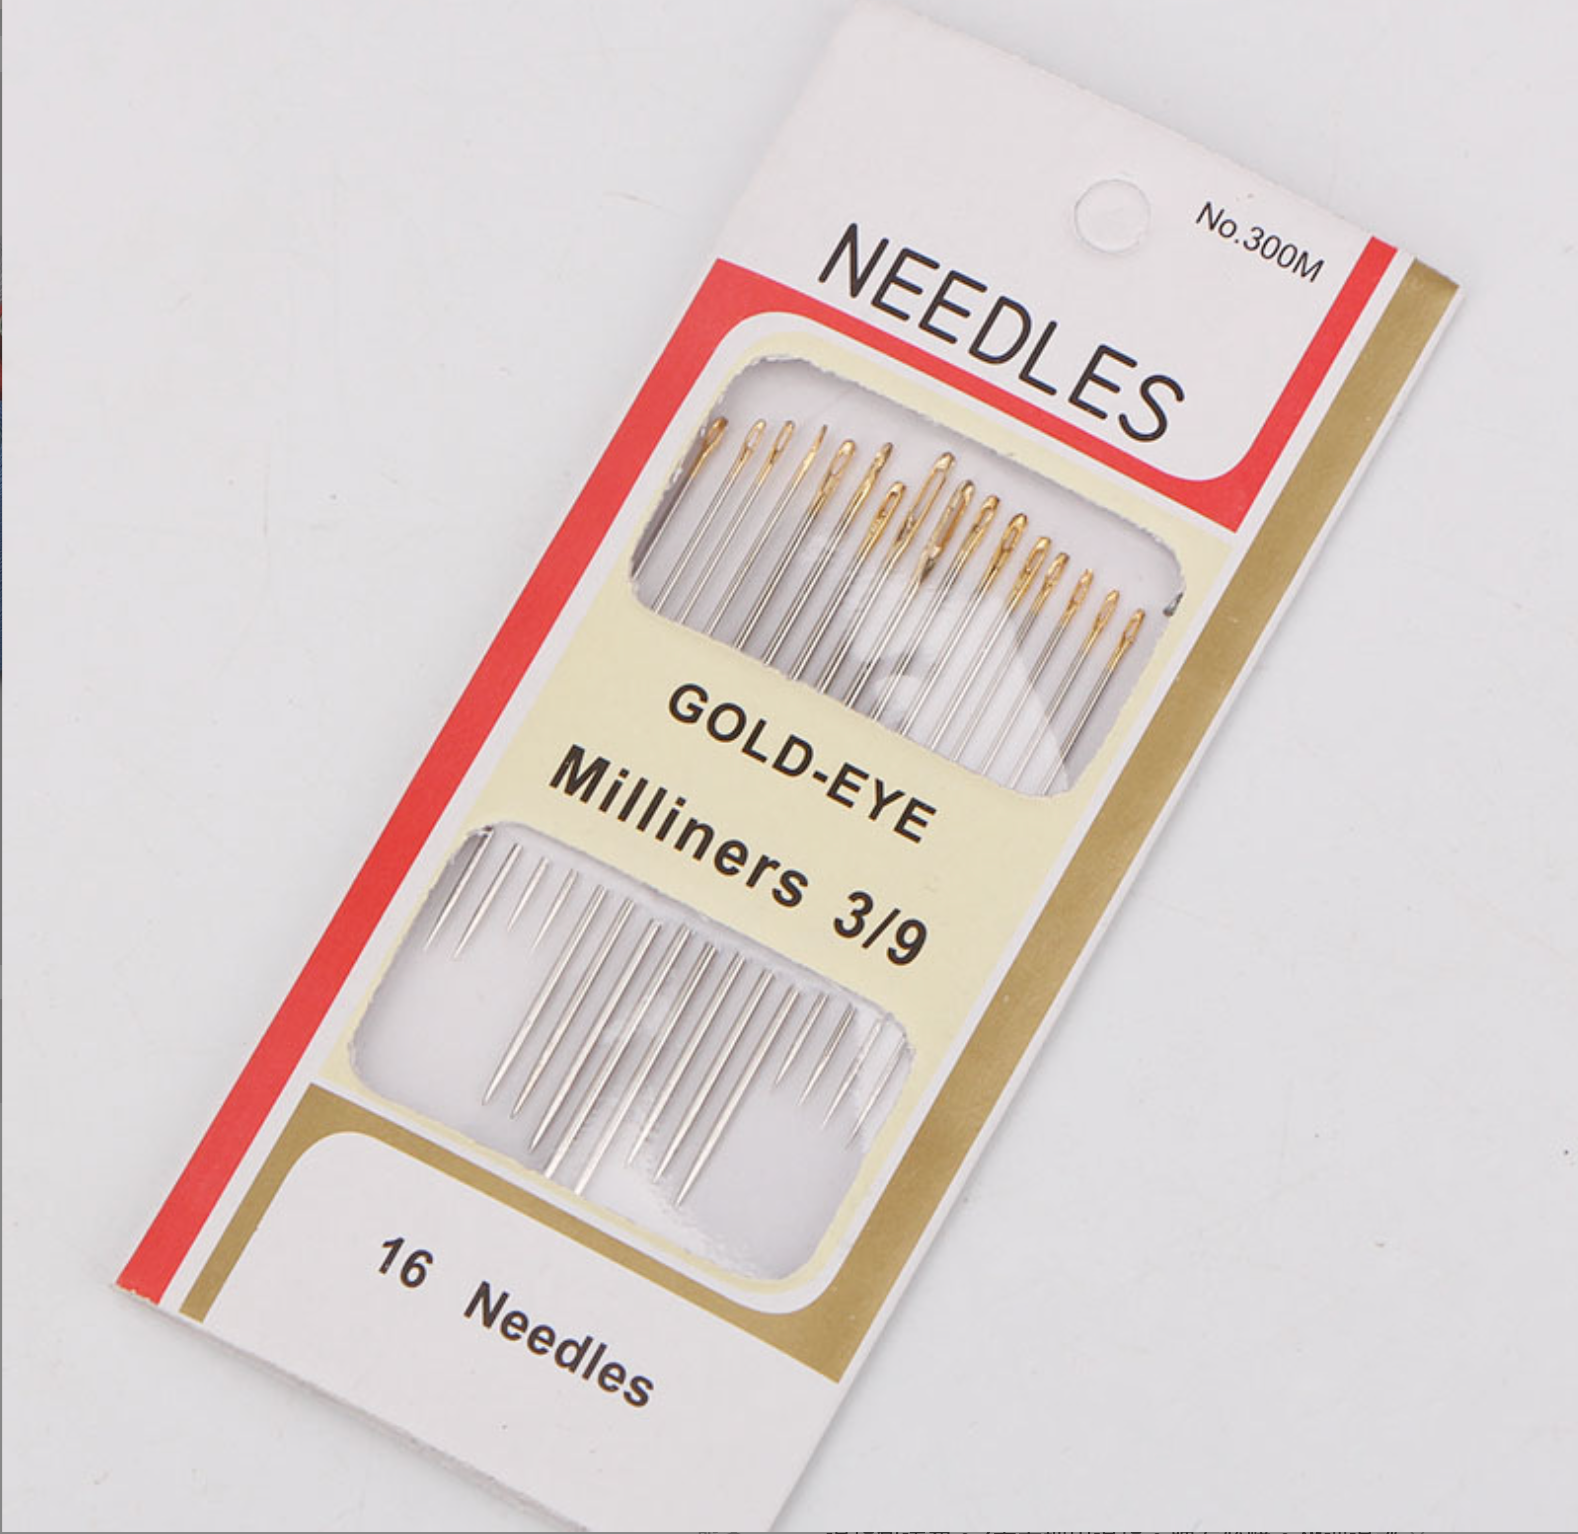 No.300M
NEEDLES
GOLD-EYE
Milliners 3/9
16 Needles